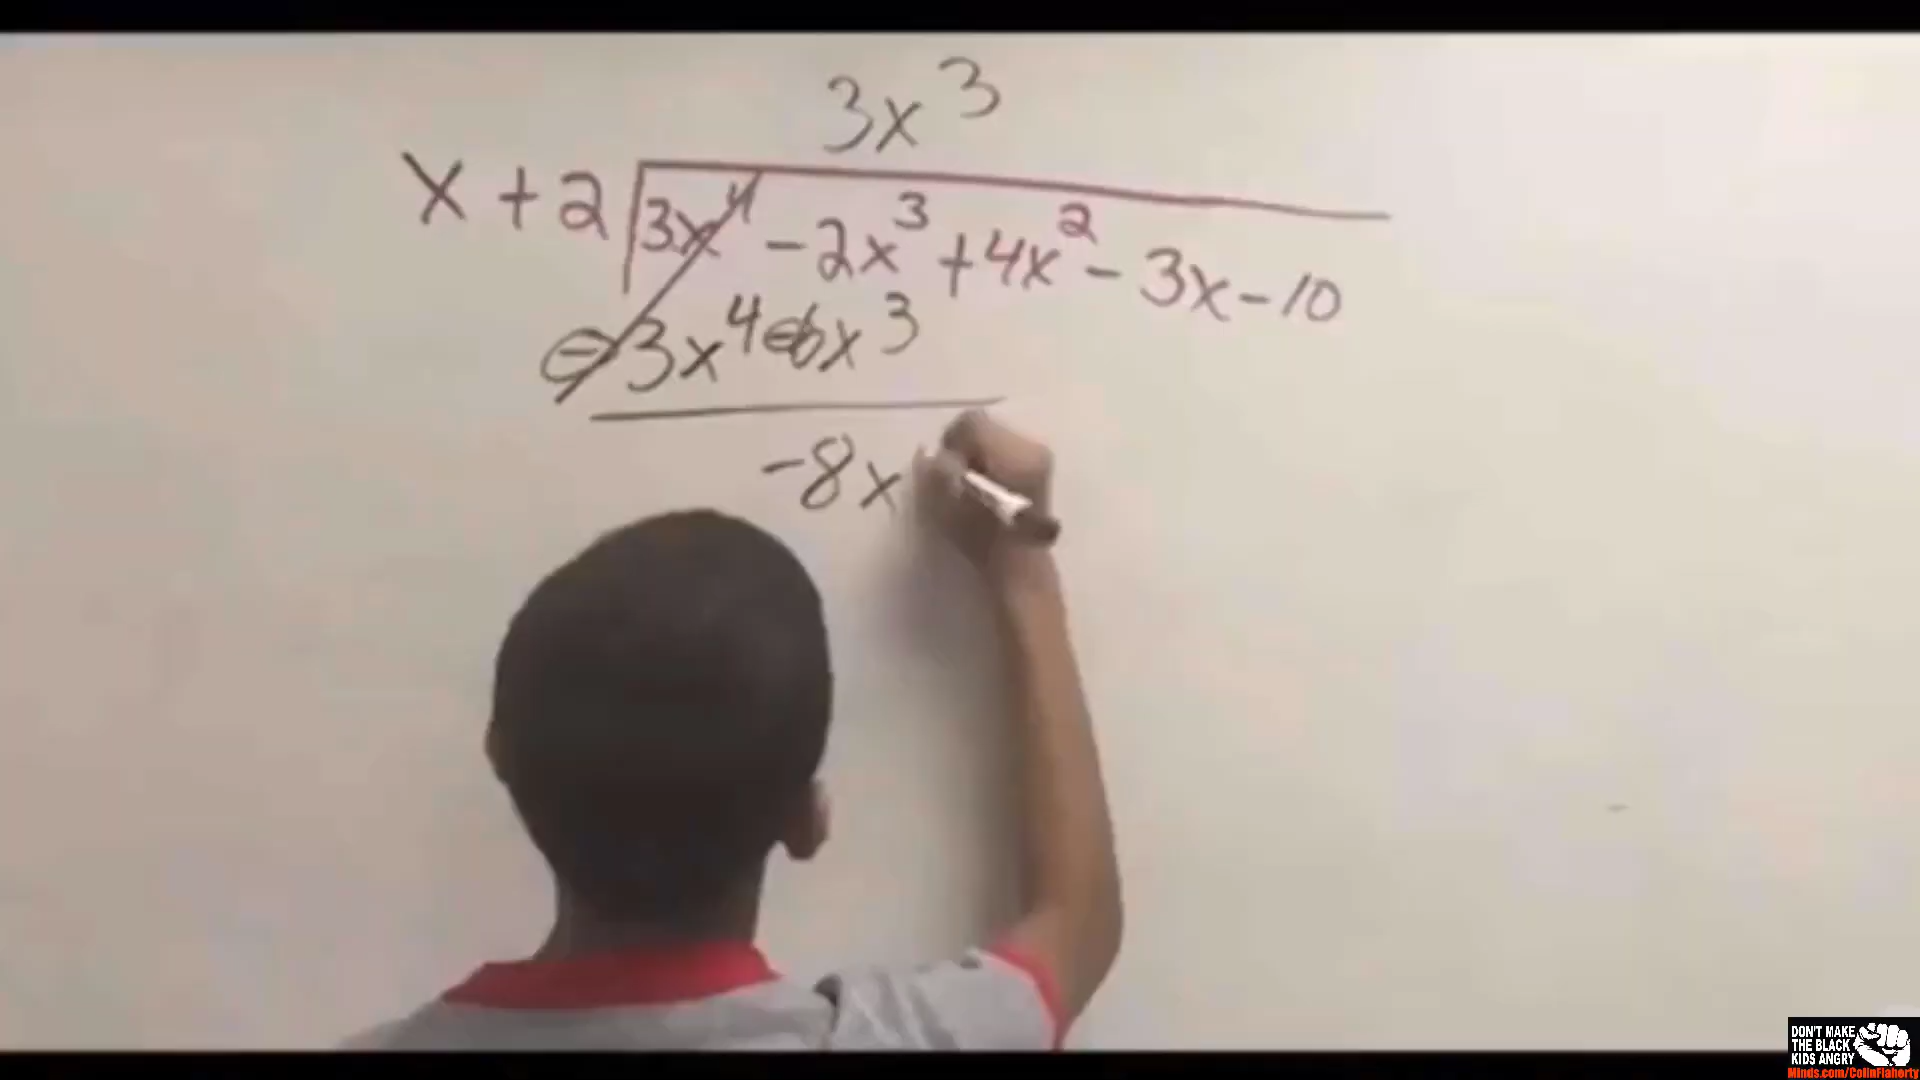 3x³
x + 2 3x⁴ - 2x³ + 4x² - 3x - 10
⊖ 3x⁴ ⊖ 6x³
-8x
DON'T MAKE
THE BLACK
KIDS ANGRY
Minds.com/ColinFlaherty